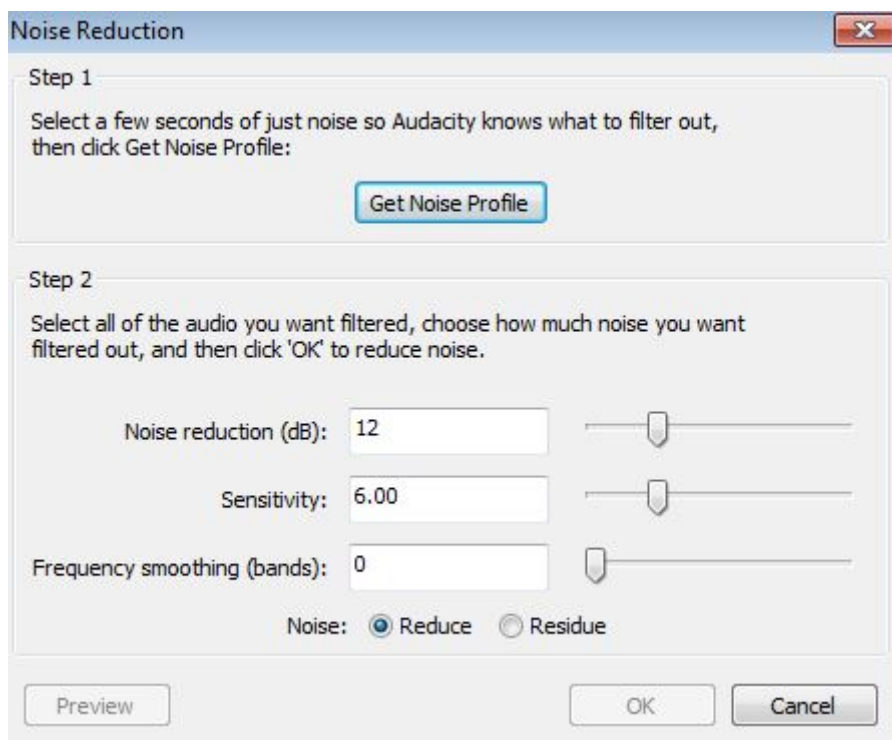 Noise Reduction
Step 1
Select a few seconds of just noise so Audacity knows what to filter out,
then click Get Noise Profile:
Get Noise Profile
Step 2
Select all of the audio you want filtered, choose how much noise you want
filtered out, and then click 'OK' to reduce noise.
Noise reduction (dB): 12
Sensitivity: 6.00
Frequency smoothing (bands): 0
Noise: Reduce Residue
Preview OK Cancel